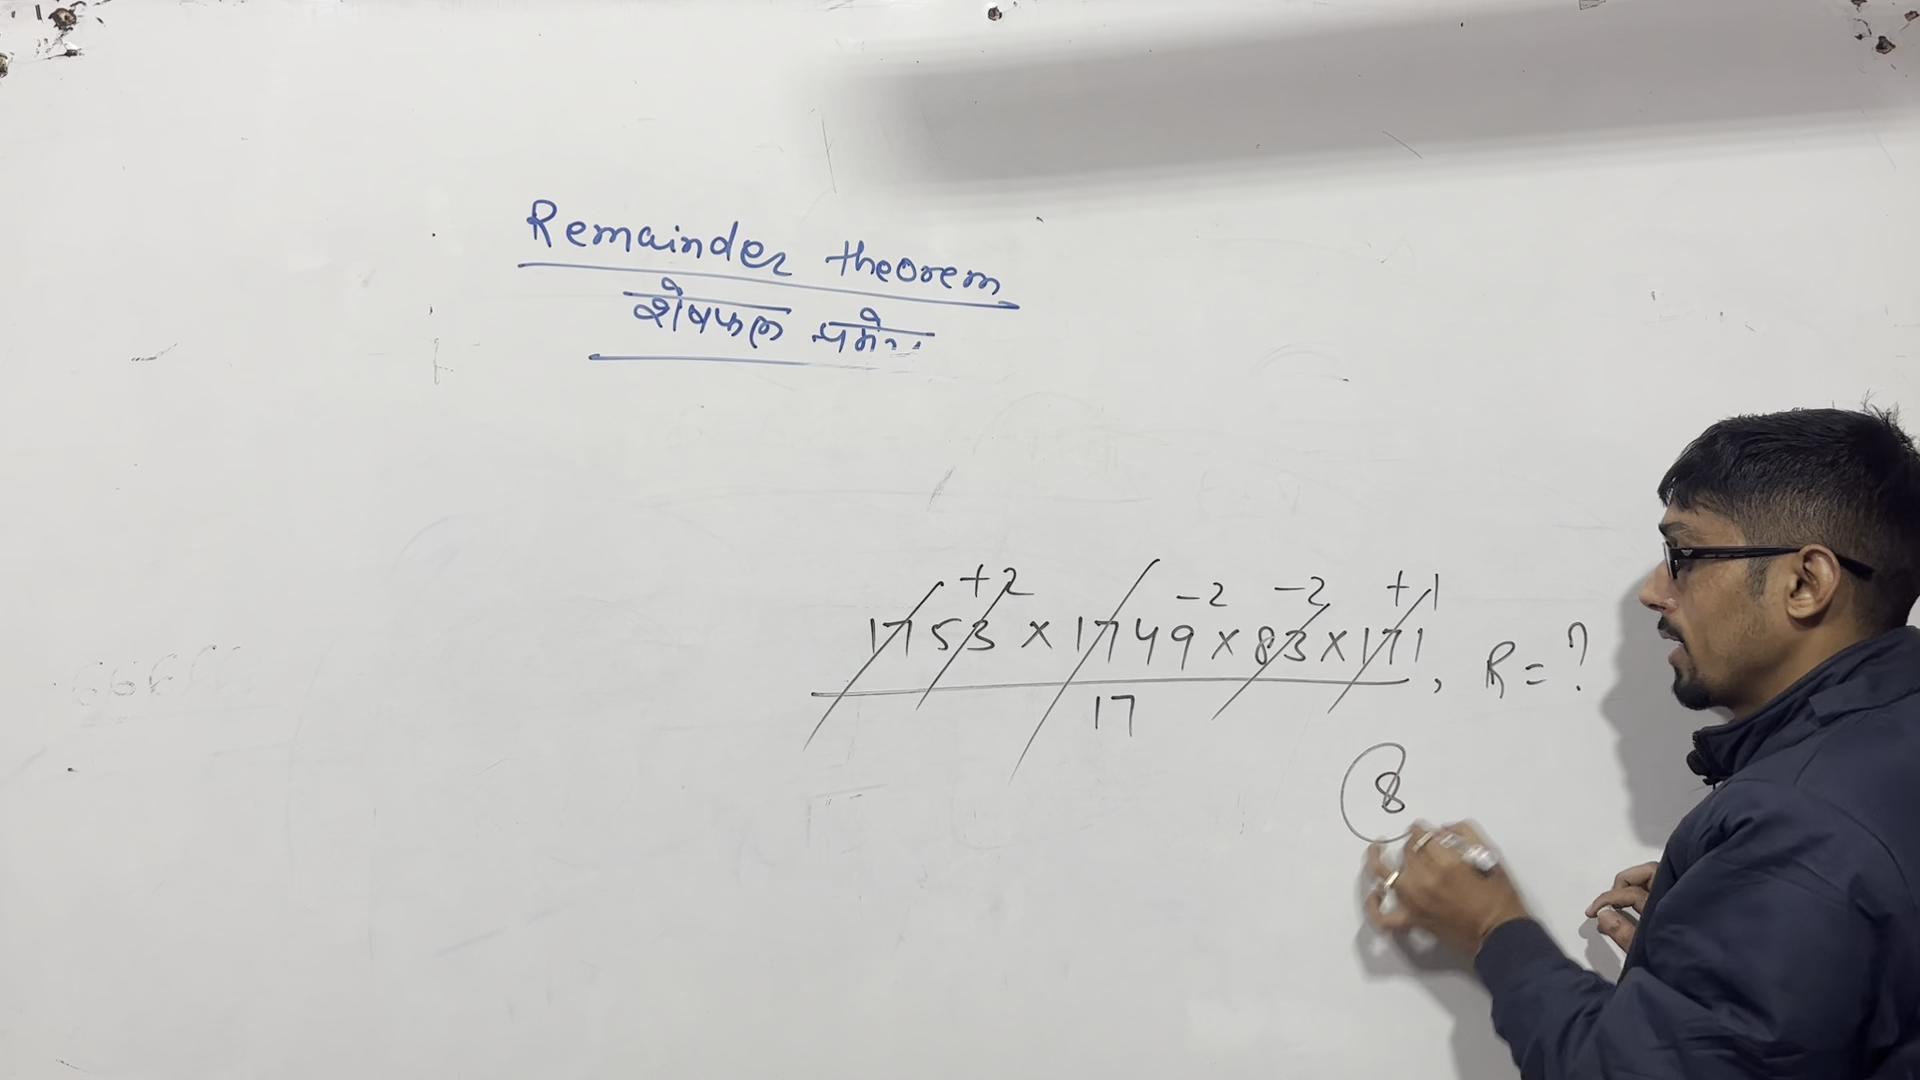 Remainder theorem
शेषफल प्रमेय
+2 -2 -2 +1
1753 × 1749 × 83 × 171 , R = ?
17
8